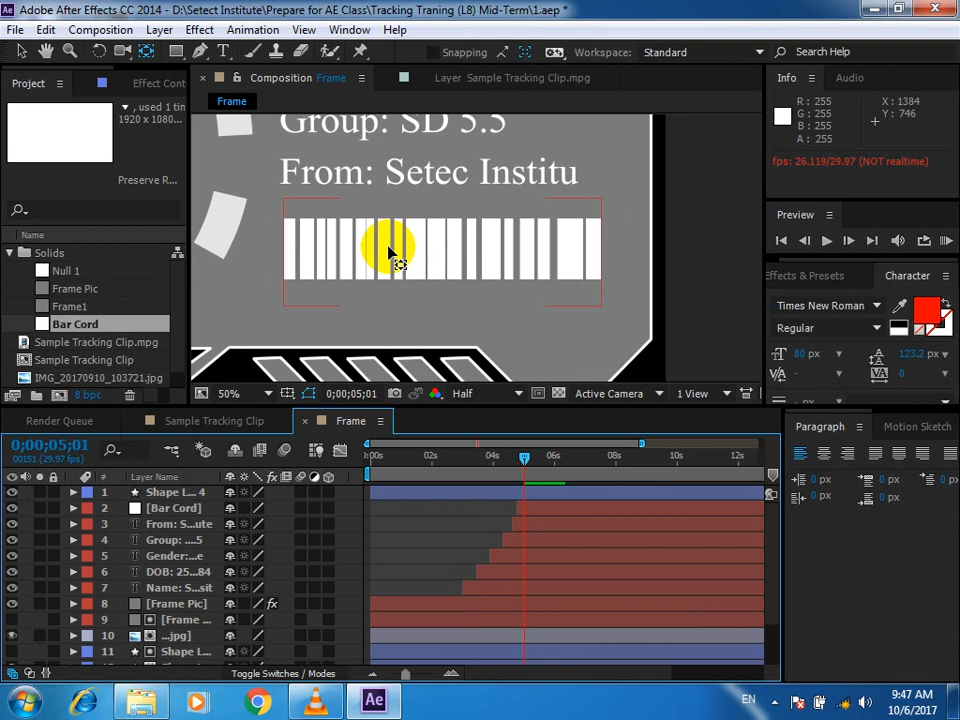 Adobe After Effects CC 2014 - D:\Setect Institute\Prepare for AE Class\Tracking Traning (L8) Mid-Term\1.aep *
File Edit Composition Layer Effect Animation Window Help
Snapping Workspace: Standard Search Help
Project Effect Cont
Composition Frame Layer Sample Tracking Clip.mpg
Info Audio
Frame
, used 1 tin
1920 x 1080...
Preserve R...
Group: SD 5.5
From: Setec Institu
R : 255
G : 255
B : 255
A : 255
X : 1384
Y : 746
fps: 26.119/29.97 (NOT realtime)
Preview
Name
Solids
Null 1
Frame Pic
Frame1
Bar Cord
Sample Tracking Clip.mpg
Sample Tracking Clip
IMG_20170910_103721.jpg
8 bpc
Effects & Presets Character
Times New Roman
Regular
80 px 123.2 px
- 0
50% 0;00;05;01 Half Active Camera 1 View
Render Queue Sample Tracking Clip Frame
Paragraph Motion Sketch
0;00;05;01
00151 (29.97 fps)
:00s 02s 04s 06s 08s 10s 12s
# Layer Name
1 Shape L... 4
2 [Bar Cord]
3 From: S...ute
4 Group: ....5
5 Gender:...e
6 DOB: 25...84
7 Name: S...sit
8 [Frame Pic] fx
9 [Frame ...
10 ...jpg]
11 Shape L...
Toggle Switches / Modes
0 px 0 px
0 px 0 px
0 px
EN 9:47 AM
10/6/2017